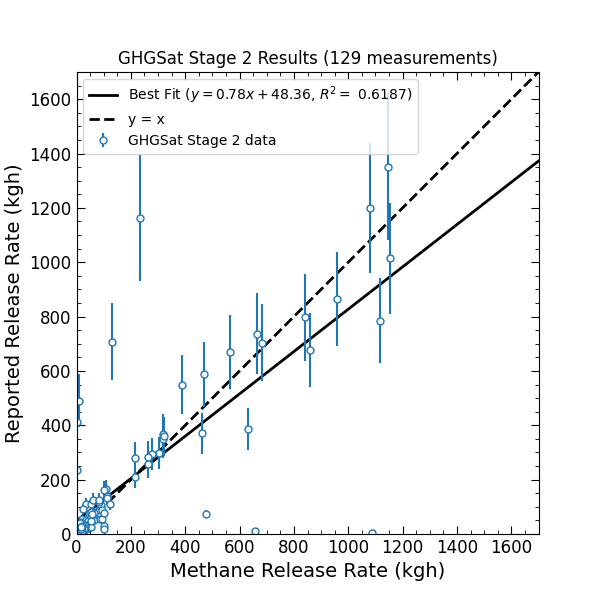 GHGSat Stage 2 Results (129 measurements)
Best Fit (y = 0.78x + 48.36, R² = 0.6187)
y = x
GHGSat Stage 2 data
Reported Release Rate (kgh)
1600
1400
1200
1000
800
600
400
200
0
0 200 400 600 800 1000 1200 1400 1600
Methane Release Rate (kgh)